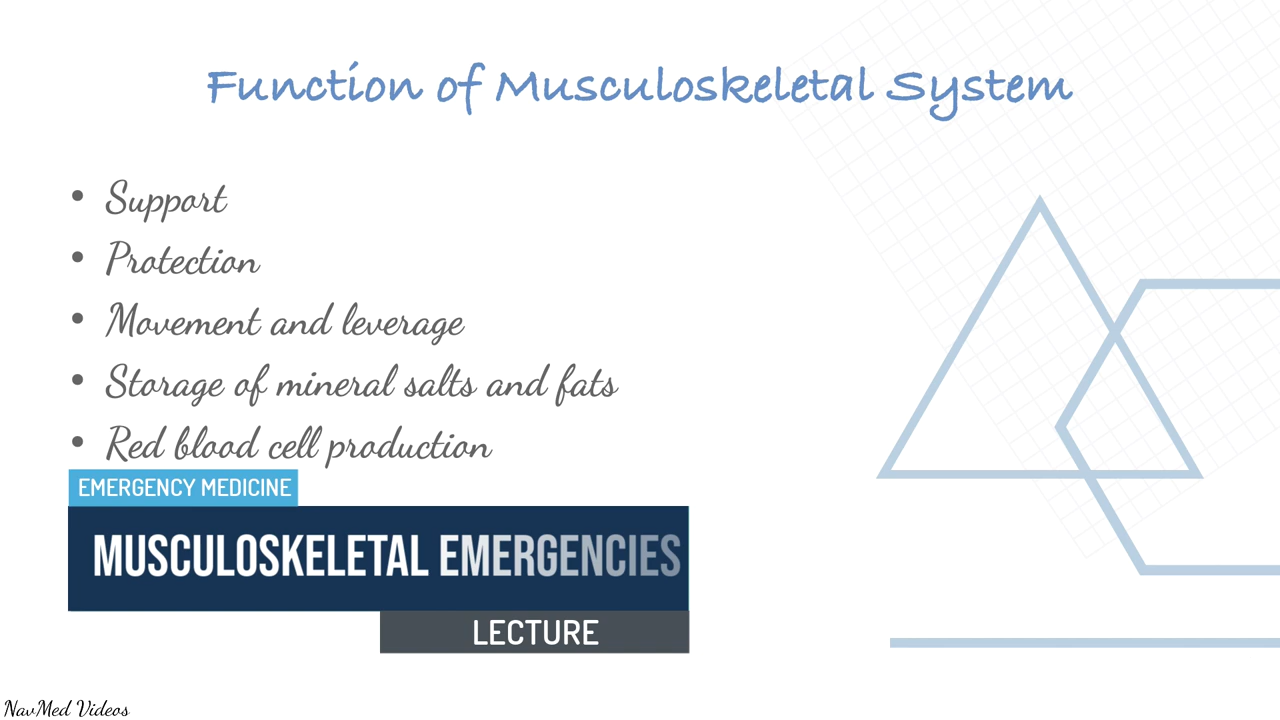 Function of Musculoskeletal System
• Support
• Protection
• Movement and leverage
• Storage of mineral salts and fats
• Red blood cell production
EMERGENCY MEDICINE
MUSCULOSKELETAL EMERGENCIES
LECTURE
NavMed Videos